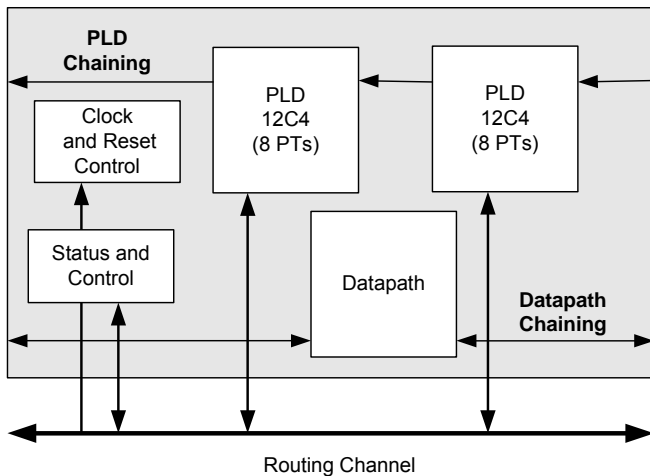 PLD
Chaining
PLD
12C4
(8 PTs)
PLD
12C4
(8 PTs)
Clock
and Reset
Control
Status and
Control
Datapath
Datapath
Chaining
Routing Channel